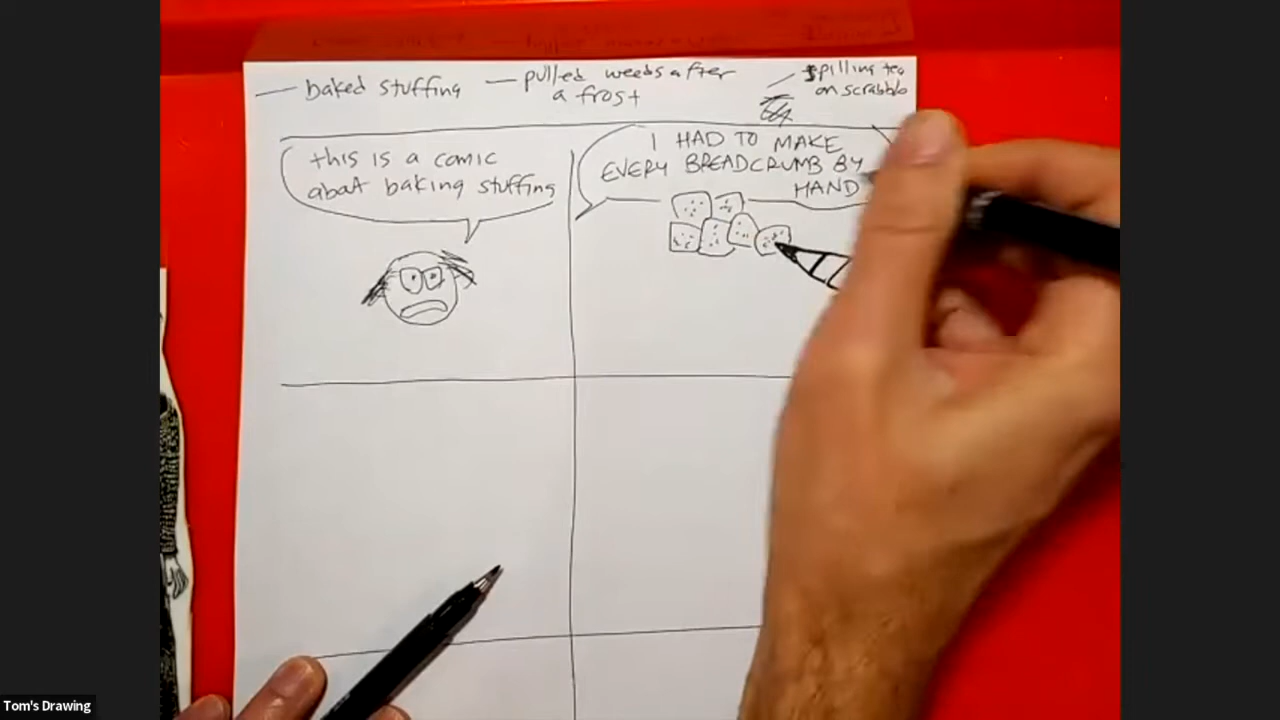 — baked stuffing
— pulled weeds after
a frost
spilling tea
on scrabble
this is a comic
about baking stuffing
I HAD TO MAKE
EVERY BREADCRUMB BY
HAND
Tom's Drawing